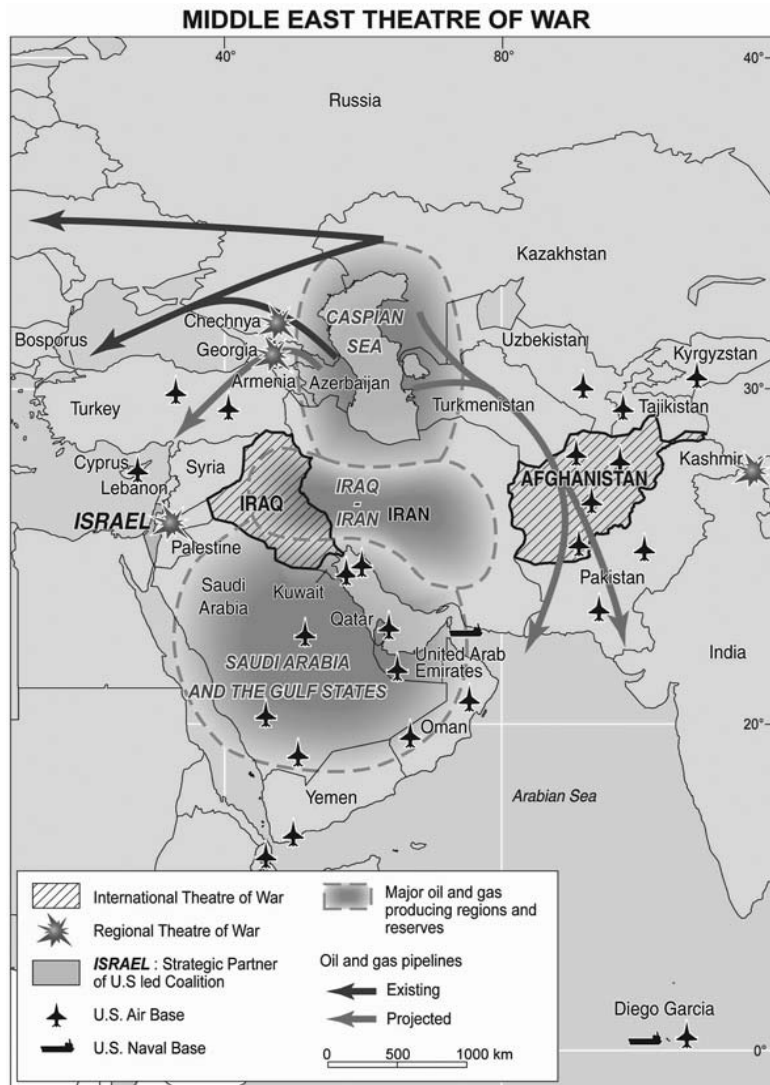 MIDDLE EAST THEATRE OF WAR
40°
80°
40°
Russia
Kazakhstan
CASPIAN
SEA
Chechnya
Bosporus
Georgia
Uzbekistan
Kyrgyzstan
Armenia
Azerbaijan
30°
Turkey
Turkmenistan
Tajikistan
Cyprus
Syria
Kashmir
Lebanon
AFGHANISTAN
IRAQ
-
IRAN
IRAQ
IRAN
ISRAEL
Palestine
Pakistan
Saudi
Arabia
Kuwait
Qatar
United Arab
Emirates
India
SAUDI ARABIA
AND THE GULF STATES
Oman
20°
Yemen
Arabian Sea
International Theatre of War
Regional Theatre of War
ISRAEL : Strategic Partner
of U.S led Coalition
U.S. Air Base
U.S. Naval Base
Major oil and gas
producing regions and
reserves
Oil and gas pipelines
Existing
Projected
0 500 1000 km
Diego Garcia
0°